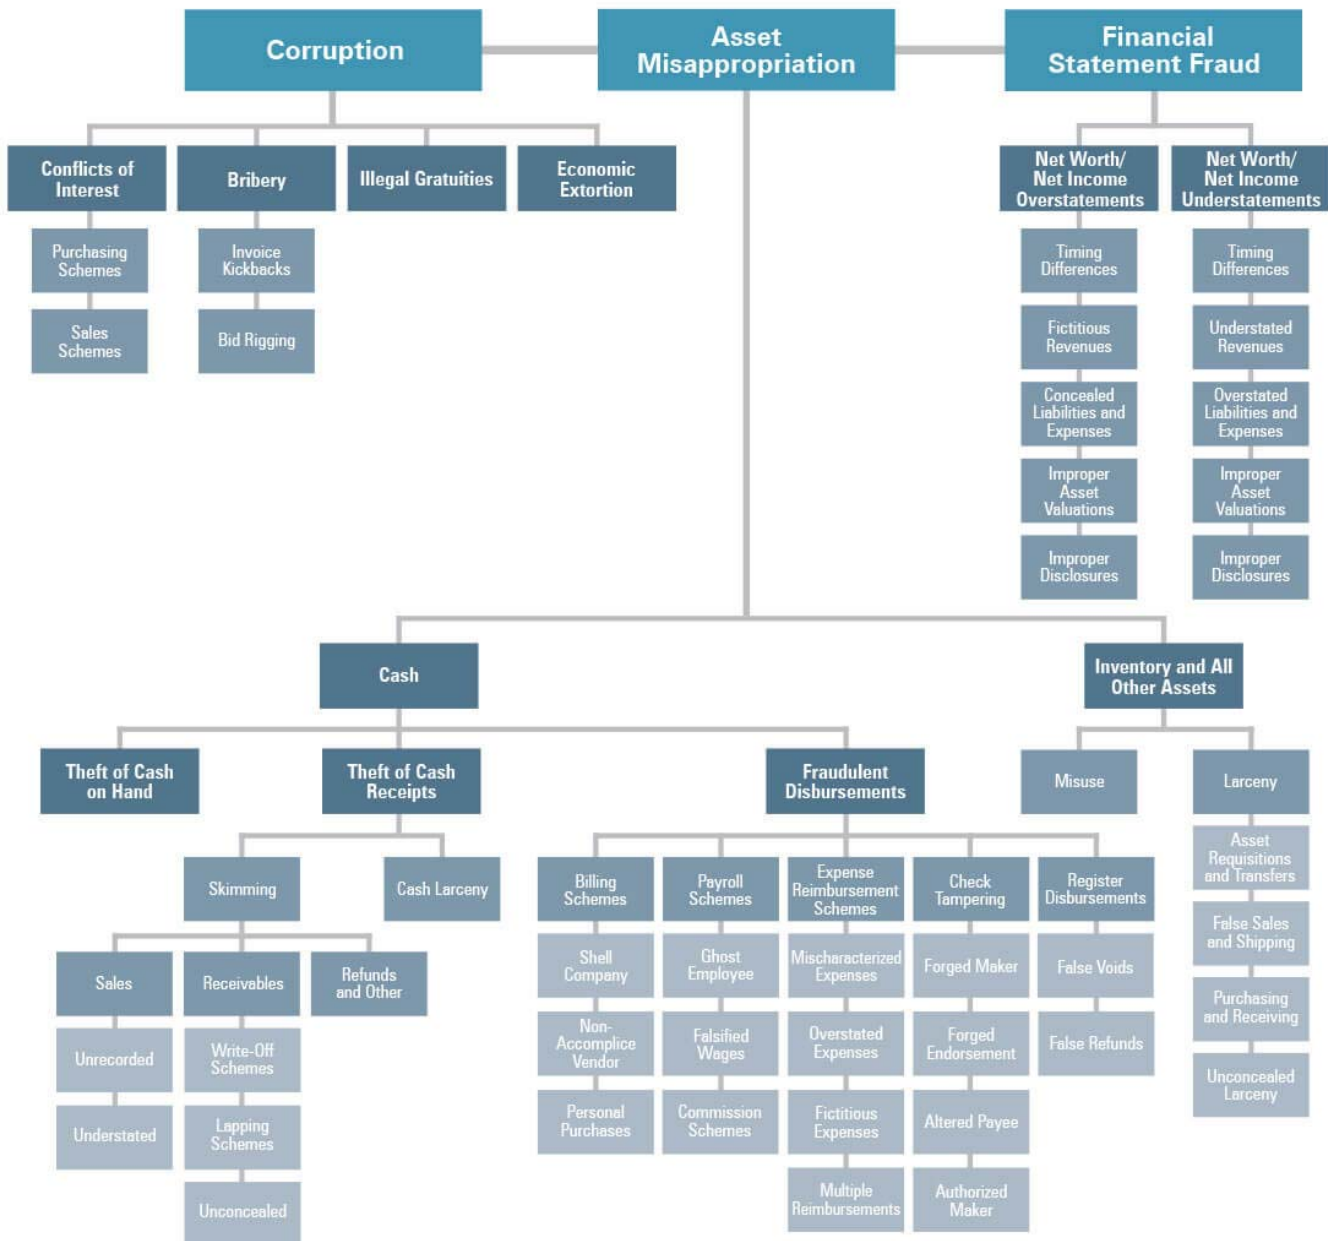 Corruption
Asset
Misappropriation
Financial
Statement Fraud
Conflicts of
Interest
Bribery
Illegal Gratuities
Economic
Extortion
Net Worth/
Net Income
Overstatements
Net Worth/
Net Income
Understatements
Purchasing
Schemes
Sales
Schemes
Invoice
Kickbacks
Bid Rigging
Timing
Differences
Fictitious
Revenues
Concealed
Liabilities and
Expenses
Improper
Asset
Valuations
Improper
Disclosures
Timing
Differences
Understated
Revenues
Overstated
Liabilities and
Expenses
Improper
Asset
Valuations
Improper
Disclosures
Cash
Inventory and All
Other Assets
Theft of Cash
on Hand
Theft of Cash
Receipts
Fraudulent
Disbursements
Misuse
Larceny
Asset
Requisitions
and Transfers
False Sales
and Shipping
Purchasing
and Receiving
Unconcealed
Larceny
Skimming
Cash Larceny
Sales
Unrecorded
Understated
Receivables
Write-Off
Schemes
Lapping
Schemes
Unconcealed
Refunds
and Other
Billing
Schemes
Shell
Company
Non-
Accomplice
Vendor
Personal
Purchases
Payroll
Schemes
Ghost
Employee
Falsified
Wages
Commission
Schemes
Expense
Reimbursement
Schemes
Mischaracterized
Expenses
Overstated
Expenses
Fictitious
Expenses
Multiple
Reimbursements
Check
Tampering
Forged Maker
Forged
Endorsement
Altered Payee
Authorized
Maker
Register
Disbursements
False Voids
False Refunds